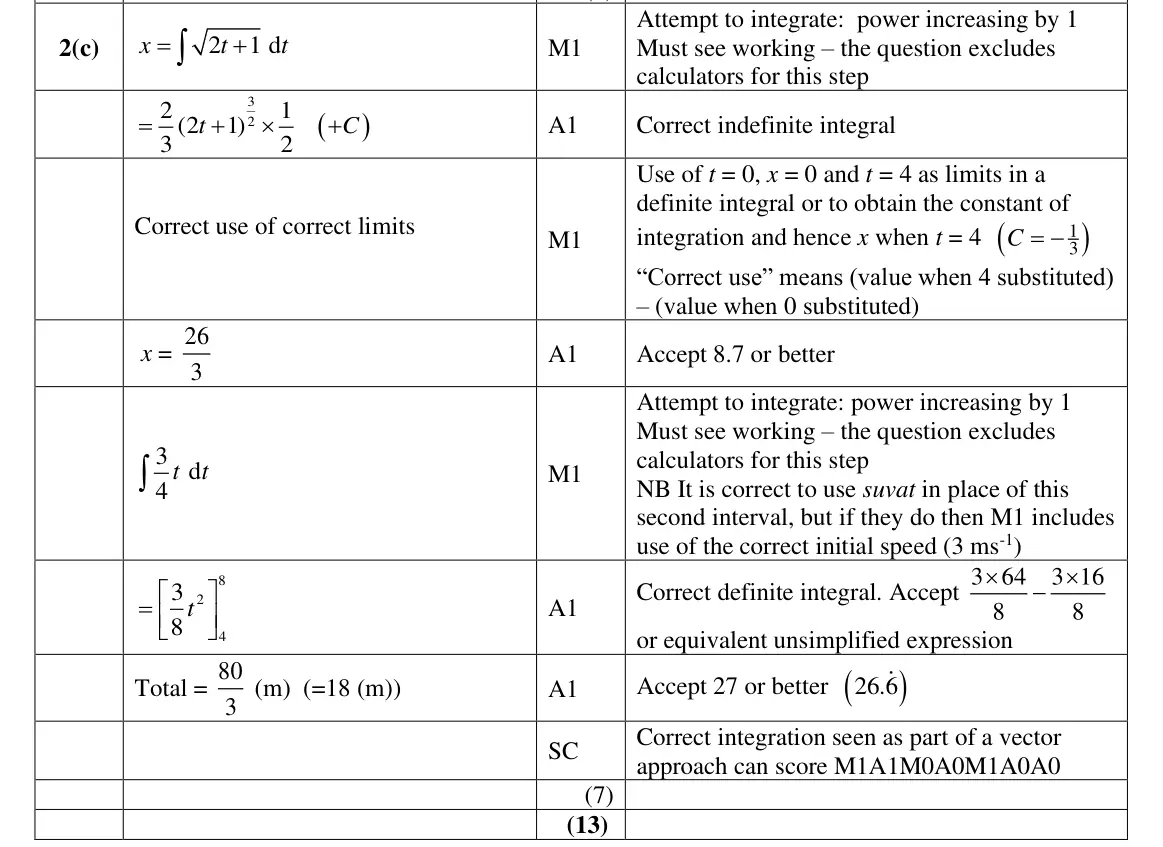 2(c) x = ∫ √(2t + 1) dt M1 Attempt to integrate: power increasing by 1
Must see working – the question excludes
calculators for this step
= 2/3 (2t + 1)^(3/2) × 1/2 (+C) A1 Correct indefinite integral
Correct use of correct limits M1 Use of t = 0, x = 0 and t = 4 as limits in a
definite integral or to obtain the constant of
integration and hence x when t = 4 (C = −1/3)
“Correct use” means (value when 4 substituted)
– (value when 0 substituted)
x = 26/3 A1 Accept 8.7 or better
∫ 3/4 t dt M1 Attempt to integrate: power increasing by 1
Must see working – the question excludes
calculators for this step
NB It is correct to use suvat in place of this
second interval, but if they do then M1 includes
use of the correct initial speed (3 ms⁻¹)
= [3/8 t²]₄⁸ A1 Correct definite integral. Accept (3×64)/8 − (3×16)/8
or equivalent unsimplified expression
Total = 80/3 (m) (=18 (m)) A1 Accept 27 or better (26.6̇)
SC Correct integration seen as part of a vector
approach can score M1A1M0A0M1A0A0
(7)
(13)